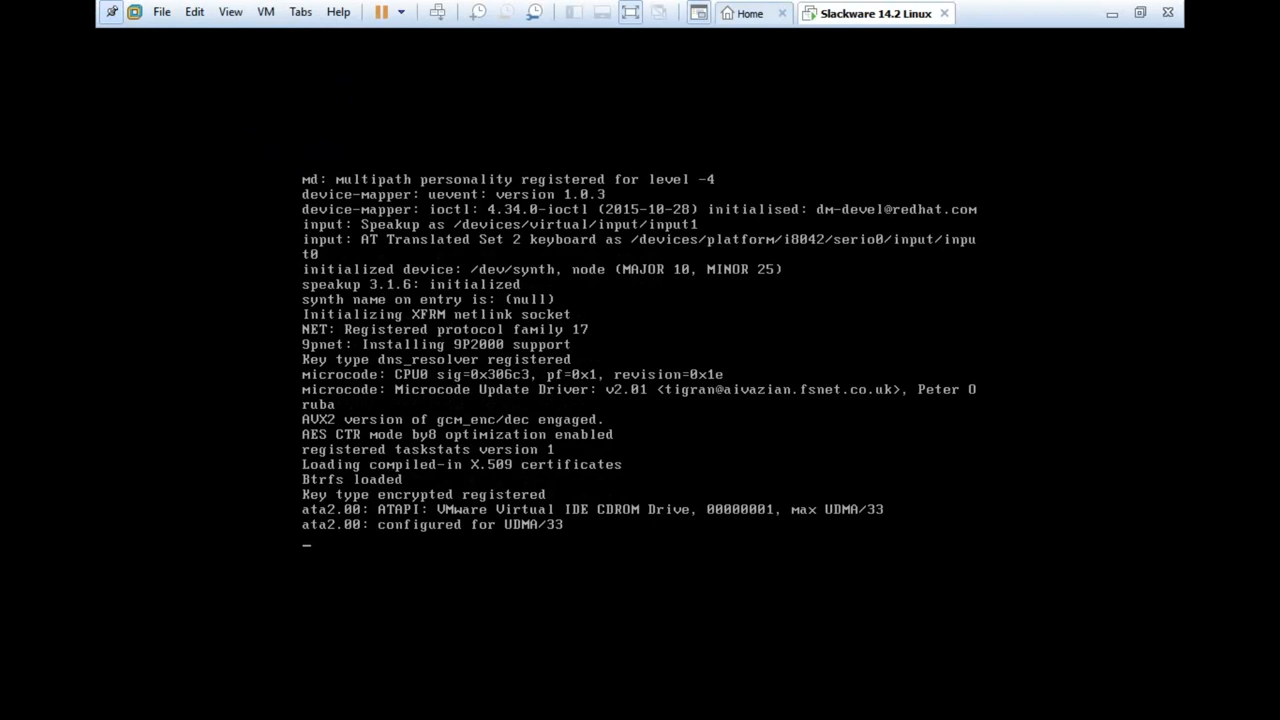 File Edit View VM Tabs Help Home Slackware 14.2 Linux
md: multipath personality registered for level -4
device-mapper: uevent: version 1.0.3
device-mapper: ioctl: 4.34.0-ioctl (2015-10-28) initialised: dm-devel@redhat.com
input: Speakup as /devices/virtual/input/input1
input: AT Translated Set 2 keyboard as /devices/platform/i8042/serio0/input/inpu
t0
initialized device: /dev/synth, node (MAJOR 10, MINOR 25)
speakup 3.1.6: initialized
synth name on entry is: (null)
Initializing XFRM netlink socket
NET: Registered protocol family 17
9pnet: Installing 9P2000 support
Key type dns_resolver registered
microcode: CPU0 sig=0x306c3, pf=0x1, revision=0x1e
microcode: Microcode Update Driver: v2.01 <tigran@aivazian.fsnet.co.uk>, Peter O
ruba
AVX2 version of gcm_enc/dec engaged.
AES CTR mode by8 optimization enabled
registered taskstats version 1
Loading compiled-in X.509 certificates
Btrfs loaded
Key type encrypted registered
ata2.00: ATAPI: VMware Virtual IDE CDROM Drive, 00000001, max UDMA/33
ata2.00: configured for UDMA/33
_